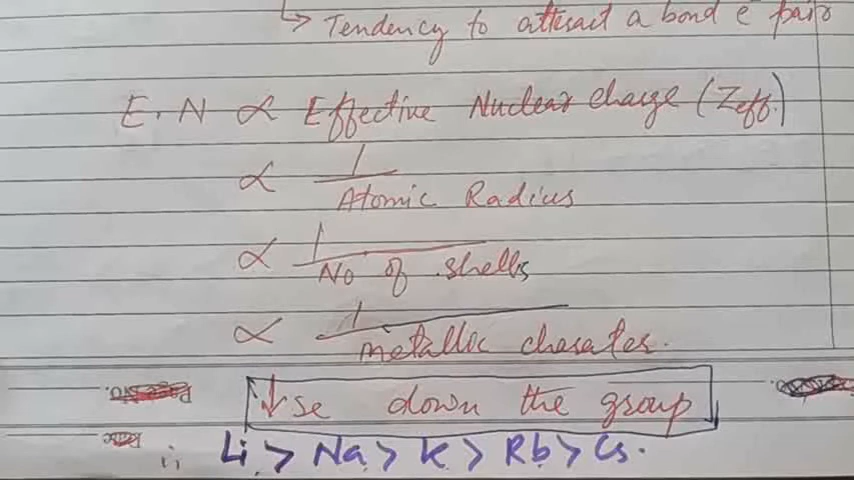 ↳ Tendency to attract a bond e⁻ pair
E.N ∝ Effective Nuclear charge (Zeff.)
∝ 1/Atomic Radius
∝ 1/No of shells
∝ 1/metallic charater.
↓se down the group
Li > Na > K > Rb > Cs.